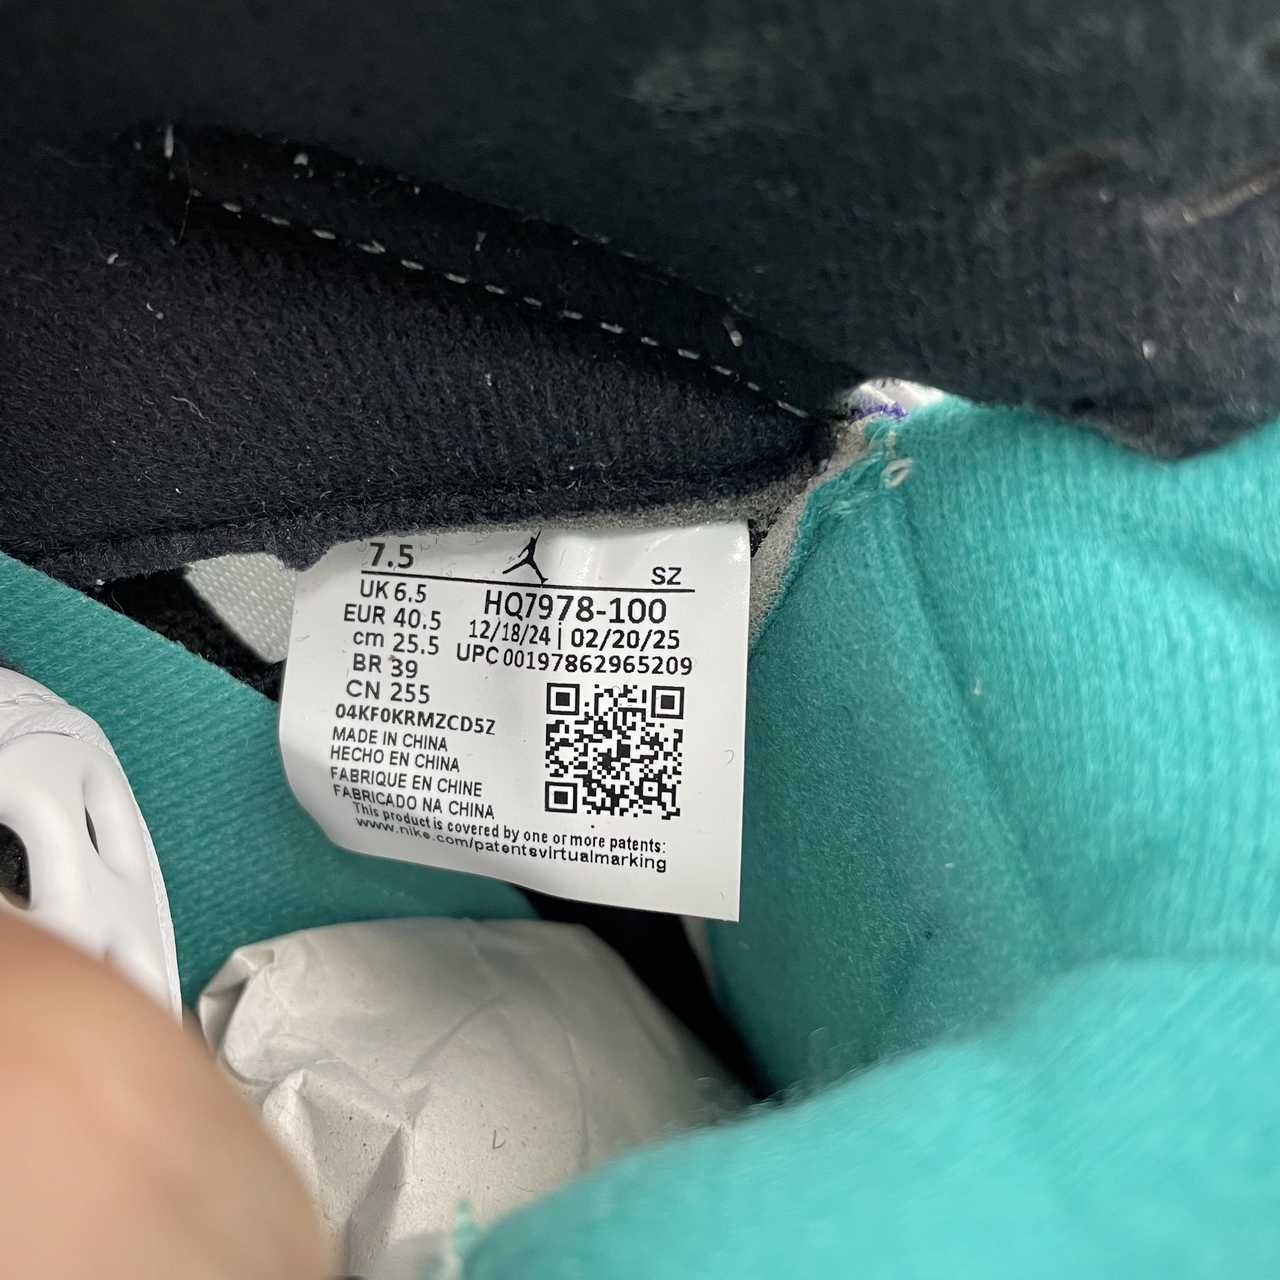 7.5
SZ
UK 6.5
EUR 40.5
cm 25.5
BR 39
CN 255
HQ7978-100
12/18/24 | 02/20/25
UPC 00197862965209
04KF0KRMZCD5Z
MADE IN CHINA
HECHO EN CHINA
FABRIQUE EN CHINE
FABRICADO NA CHINA
This product is covered by one or more patents:
www.nike.com/patentsvirtualmarking